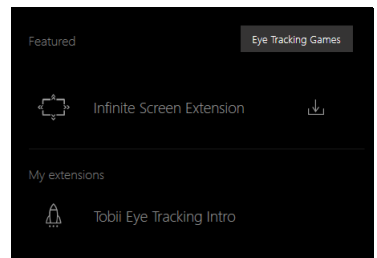 Featured
Eye Tracking Games
Infinite Screen Extension
My extensions
Tobii Eye Tracking Intro